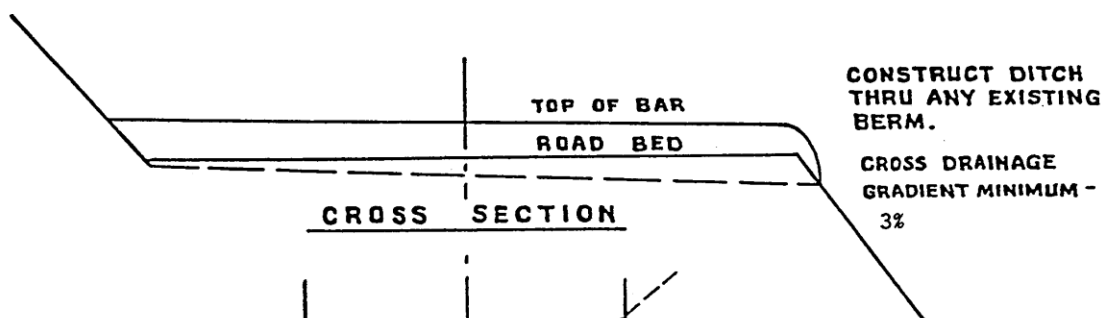 TOP OF BAR
ROAD BED
CROSS SECTION
CONSTRUCT DITCH
THRU ANY EXISTING
BERM.
CROSS DRAINAGE
GRADIENT MINIMUM -
3%